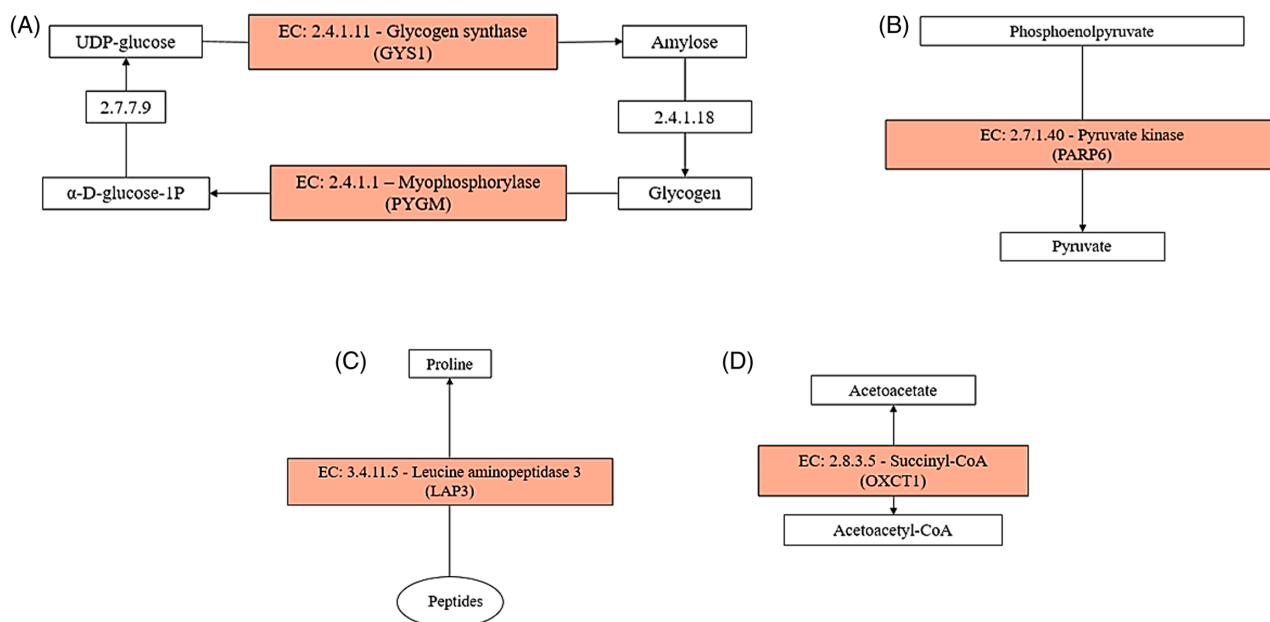 (A)
UDP-glucose
EC: 2.4.1.11 - Glycogen synthase
(GYS1)
Amylose
2.7.7.9
2.4.1.18
α-D-glucose-1P
EC: 2.4.1.1 – Myophosphorylase
(PYGM)
Glycogen
(B)
Phosphoenolpyruvate
EC: 2.7.1.40 - Pyruvate kinase
(PARP6)
Pyruvate
(C)
Proline
EC: 3.4.11.5 - Leucine aminopeptidase 3
(LAP3)
Peptides
(D)
Acetoacetate
EC: 2.8.3.5 - Succinyl-CoA
(OXCT1)
Acetoacetyl-CoA